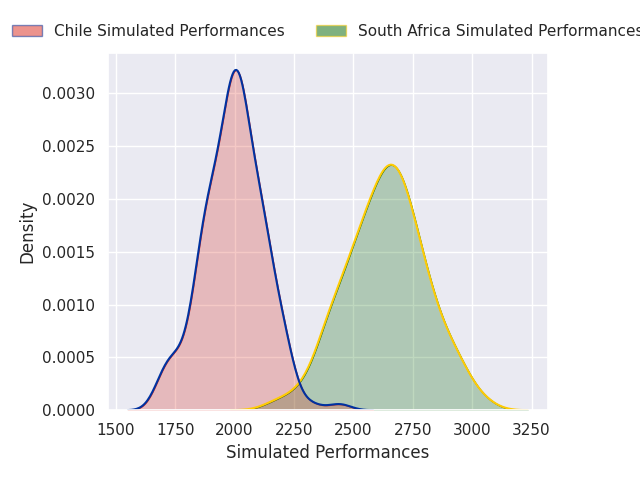 Chile Simulated Performances South Africa Simulated Performances
0.0030
0.0025
0.0020
0.0015
0.0010
0.0005
0.0000
Density
1500 1750 2000 2250 2500 2750 3000 3250
Simulated Performances